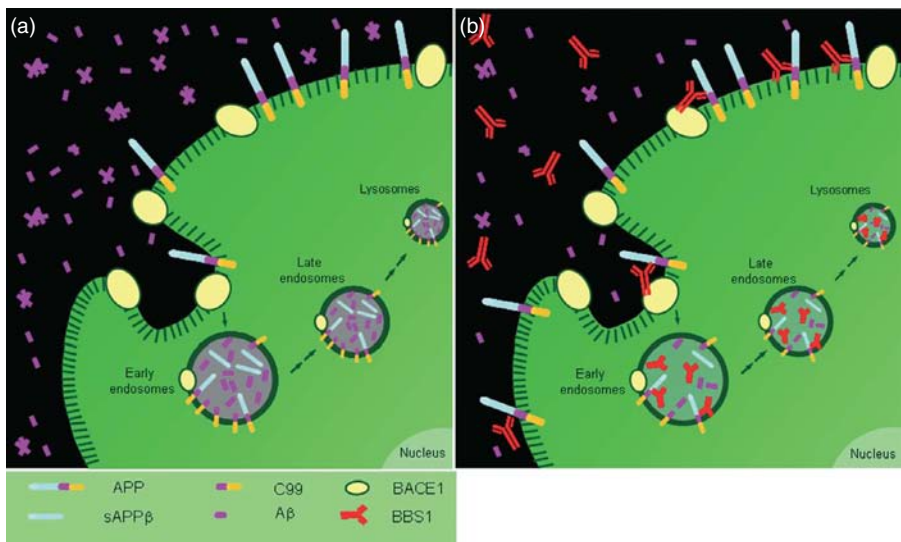 (a)
Lysosomes
Late
endosomes
Early
endosomes
Nucleus
(b)
Lysosomes
Late
endosomes
Early
endosomes
Nucleus
APP
C99
BACE1
sAPPβ
Aβ
BBS1